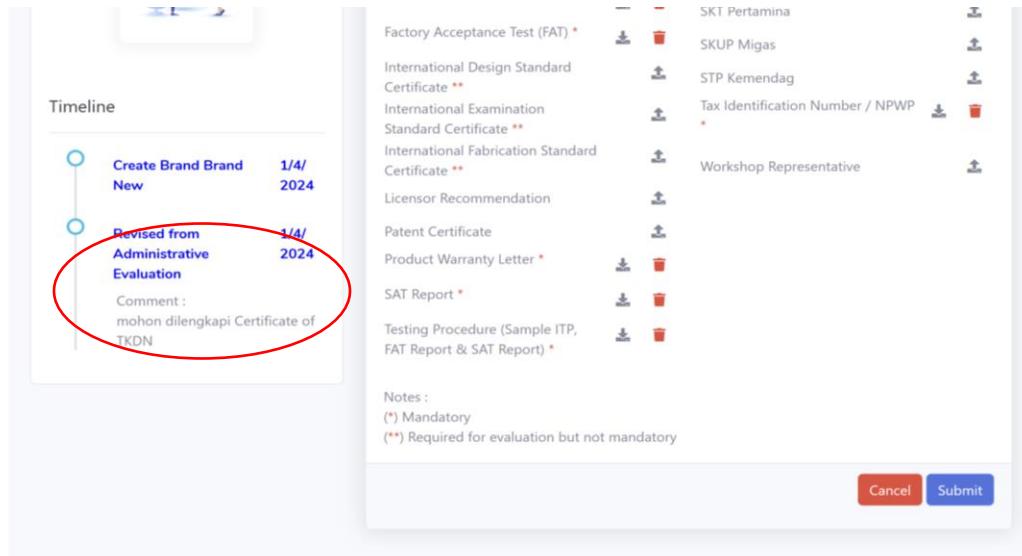 Timeline
Create Brand Brand 1/4/
New 2024
Revised from 1/4/
Administrative 2024
Evaluation
Comment :
mohon dilengkapi Certificate of
TKDN
Factory Acceptance Test (FAT) *
International Design Standard
Certificate **
International Examination
Standard Certificate **
International Fabrication Standard
Certificate **
Licensor Recommendation
Patent Certificate
Product Warranty Letter *
SAT Report *
Testing Procedure (Sample ITP,
FAT Report & SAT Report) *
SKT Pertamina
SKUP Migas
STP Kemendag
Tax Identification Number / NPWP
*
Workshop Representative
Notes :
(*) Mandatory
(**) Required for evaluation but not mandatory
Cancel Submit